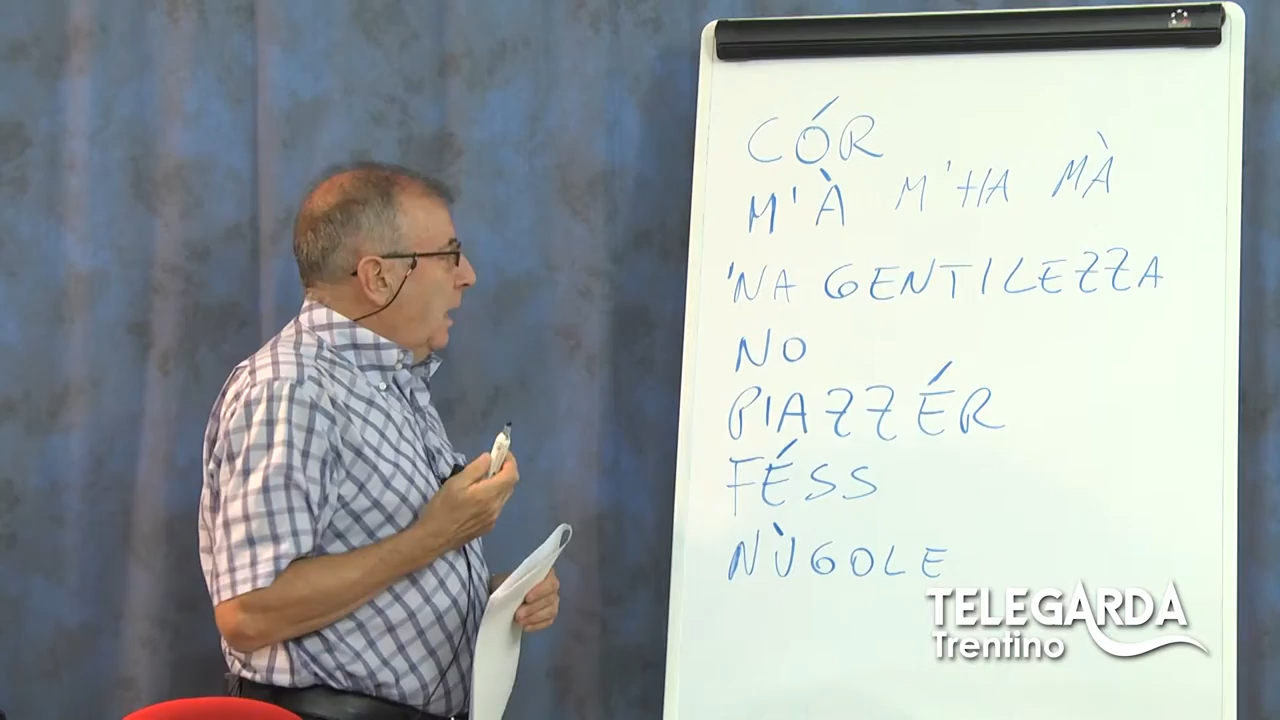 CÓR
M'À M'HA MÀ
'NA GENTILEZZA
NO
PIAZZÉR
FÉSS
NÙGOLE
TELEGARDA
Trentino